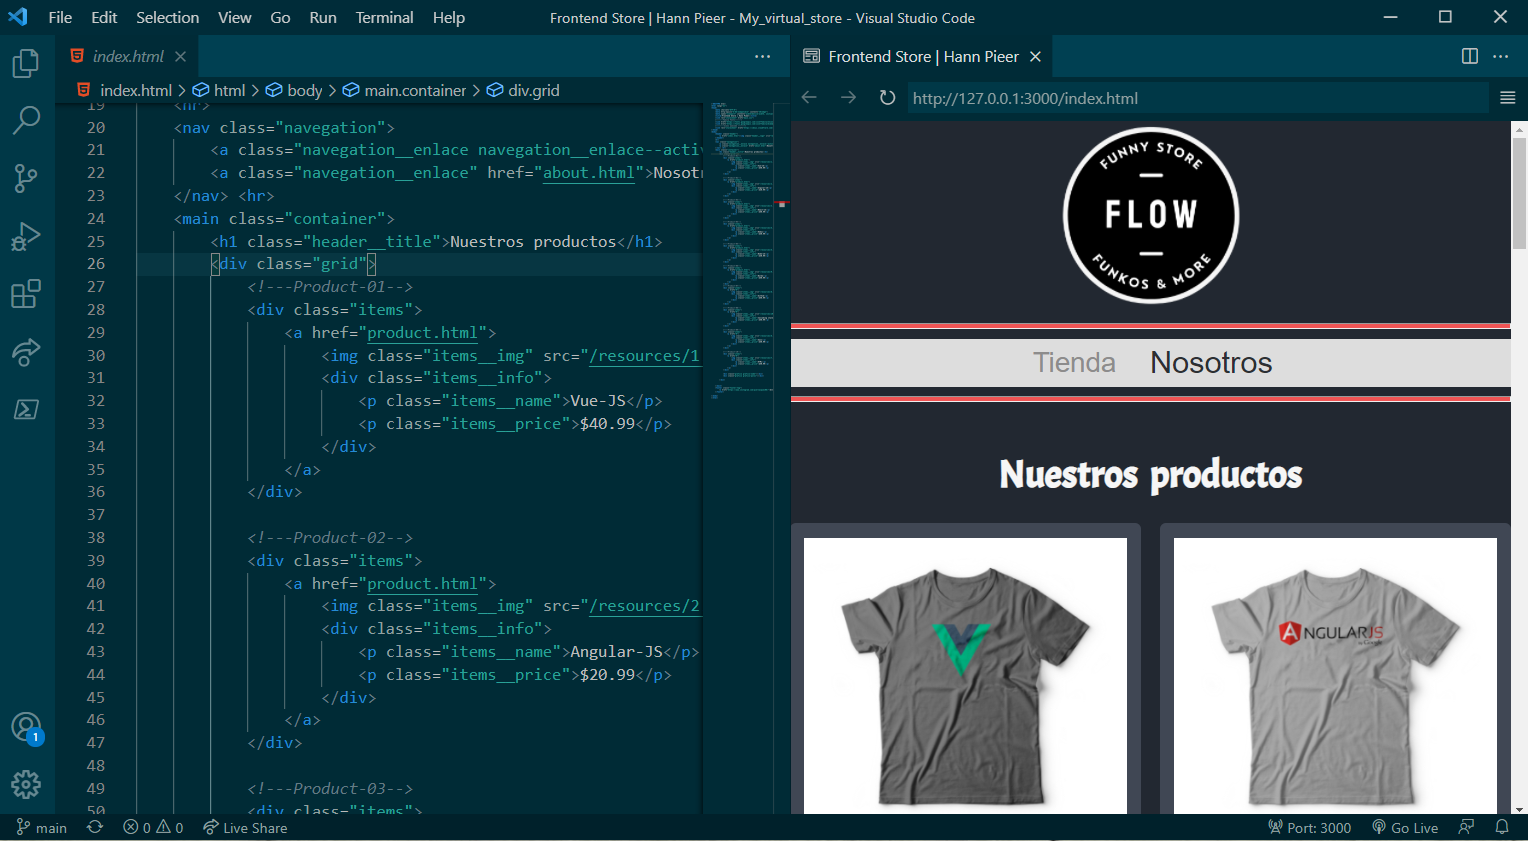 File Edit Selection View Go Run Terminal Help
Frontend Store | Hann Pieer - My_virtual_store - Visual Studio Code
index.html
index.html > html > body > main.container > div.grid
19 <hr>
20 <nav class="navegation">
21 <a class="navegation__enlace navegation__enlace--activ
22 <a class="navegation__enlace" href="about.html">Nosotr
23 </nav> <hr>
24 <main class="container">
25 <h1 class="header__title">Nuestros productos</h1>
26 <div class="grid">
27 <!---Product-01-->
28 <div class="items">
29 <a href="product.html">
30 <img class="items__img" src="/resources/1
31 <div class="items__info">
32 <p class="items__name">Vue-JS</p>
33 <p class="items__price">$40.99</p>
34 </div>
35 </a>
36 </div>
37
38 <!---Product-02-->
39 <div class="items">
40 <a href="product.html">
41 <img class="items__img" src="/resources/2
42 <div class="items__info">
43 <p class="items__name">Angular-JS</p>
44 <p class="items__price">$20.99</p>
45 </div>
46 </a>
47 </div>
48
49 <!---Product-03-->
50 <div class="items">
Frontend Store | Hann Pieer
http://127.0.0.1:3000/index.html
FUNNY STORE
FLOW
FUNKOS & MORE
Tienda Nosotros
Nuestros productos
ANGULARJS
by Google
1
main 0 0 Live Share
Port: 3000 Go Live